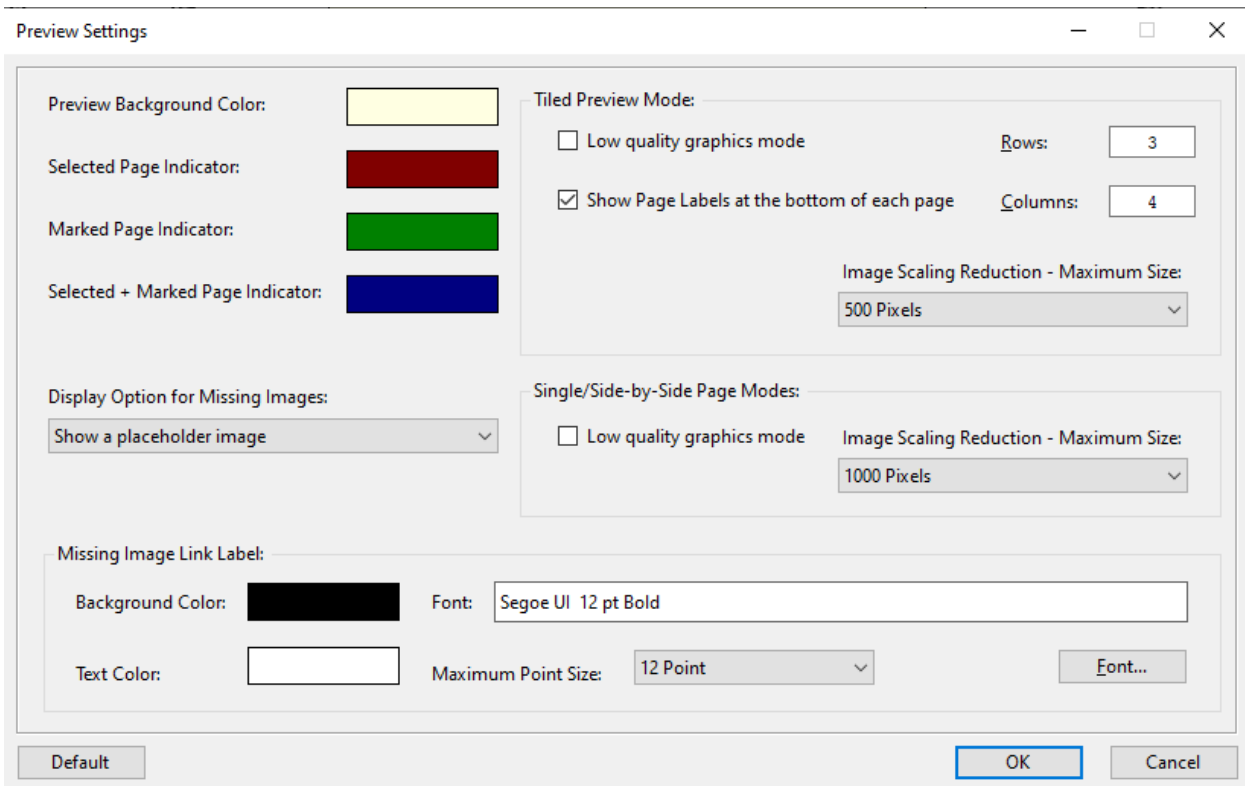 Preview Settings
Preview Background Color:
Selected Page Indicator:
Marked Page Indicator:
Selected + Marked Page Indicator:
Tiled Preview Mode:
Low quality graphics mode
Rows:
3
Show Page Labels at the bottom of each page
Columns:
4
Image Scaling Reduction - Maximum Size:
500 Pixels
Display Option for Missing Images:
Show a placeholder image
Single/Side-by-Side Page Modes:
Low quality graphics mode
Image Scaling Reduction - Maximum Size:
1000 Pixels
Missing Image Link Label:
Background Color:
Font:
Segoe UI 12 pt Bold
Text Color:
Maximum Point Size:
12 Point
Font...
Default
OK
Cancel